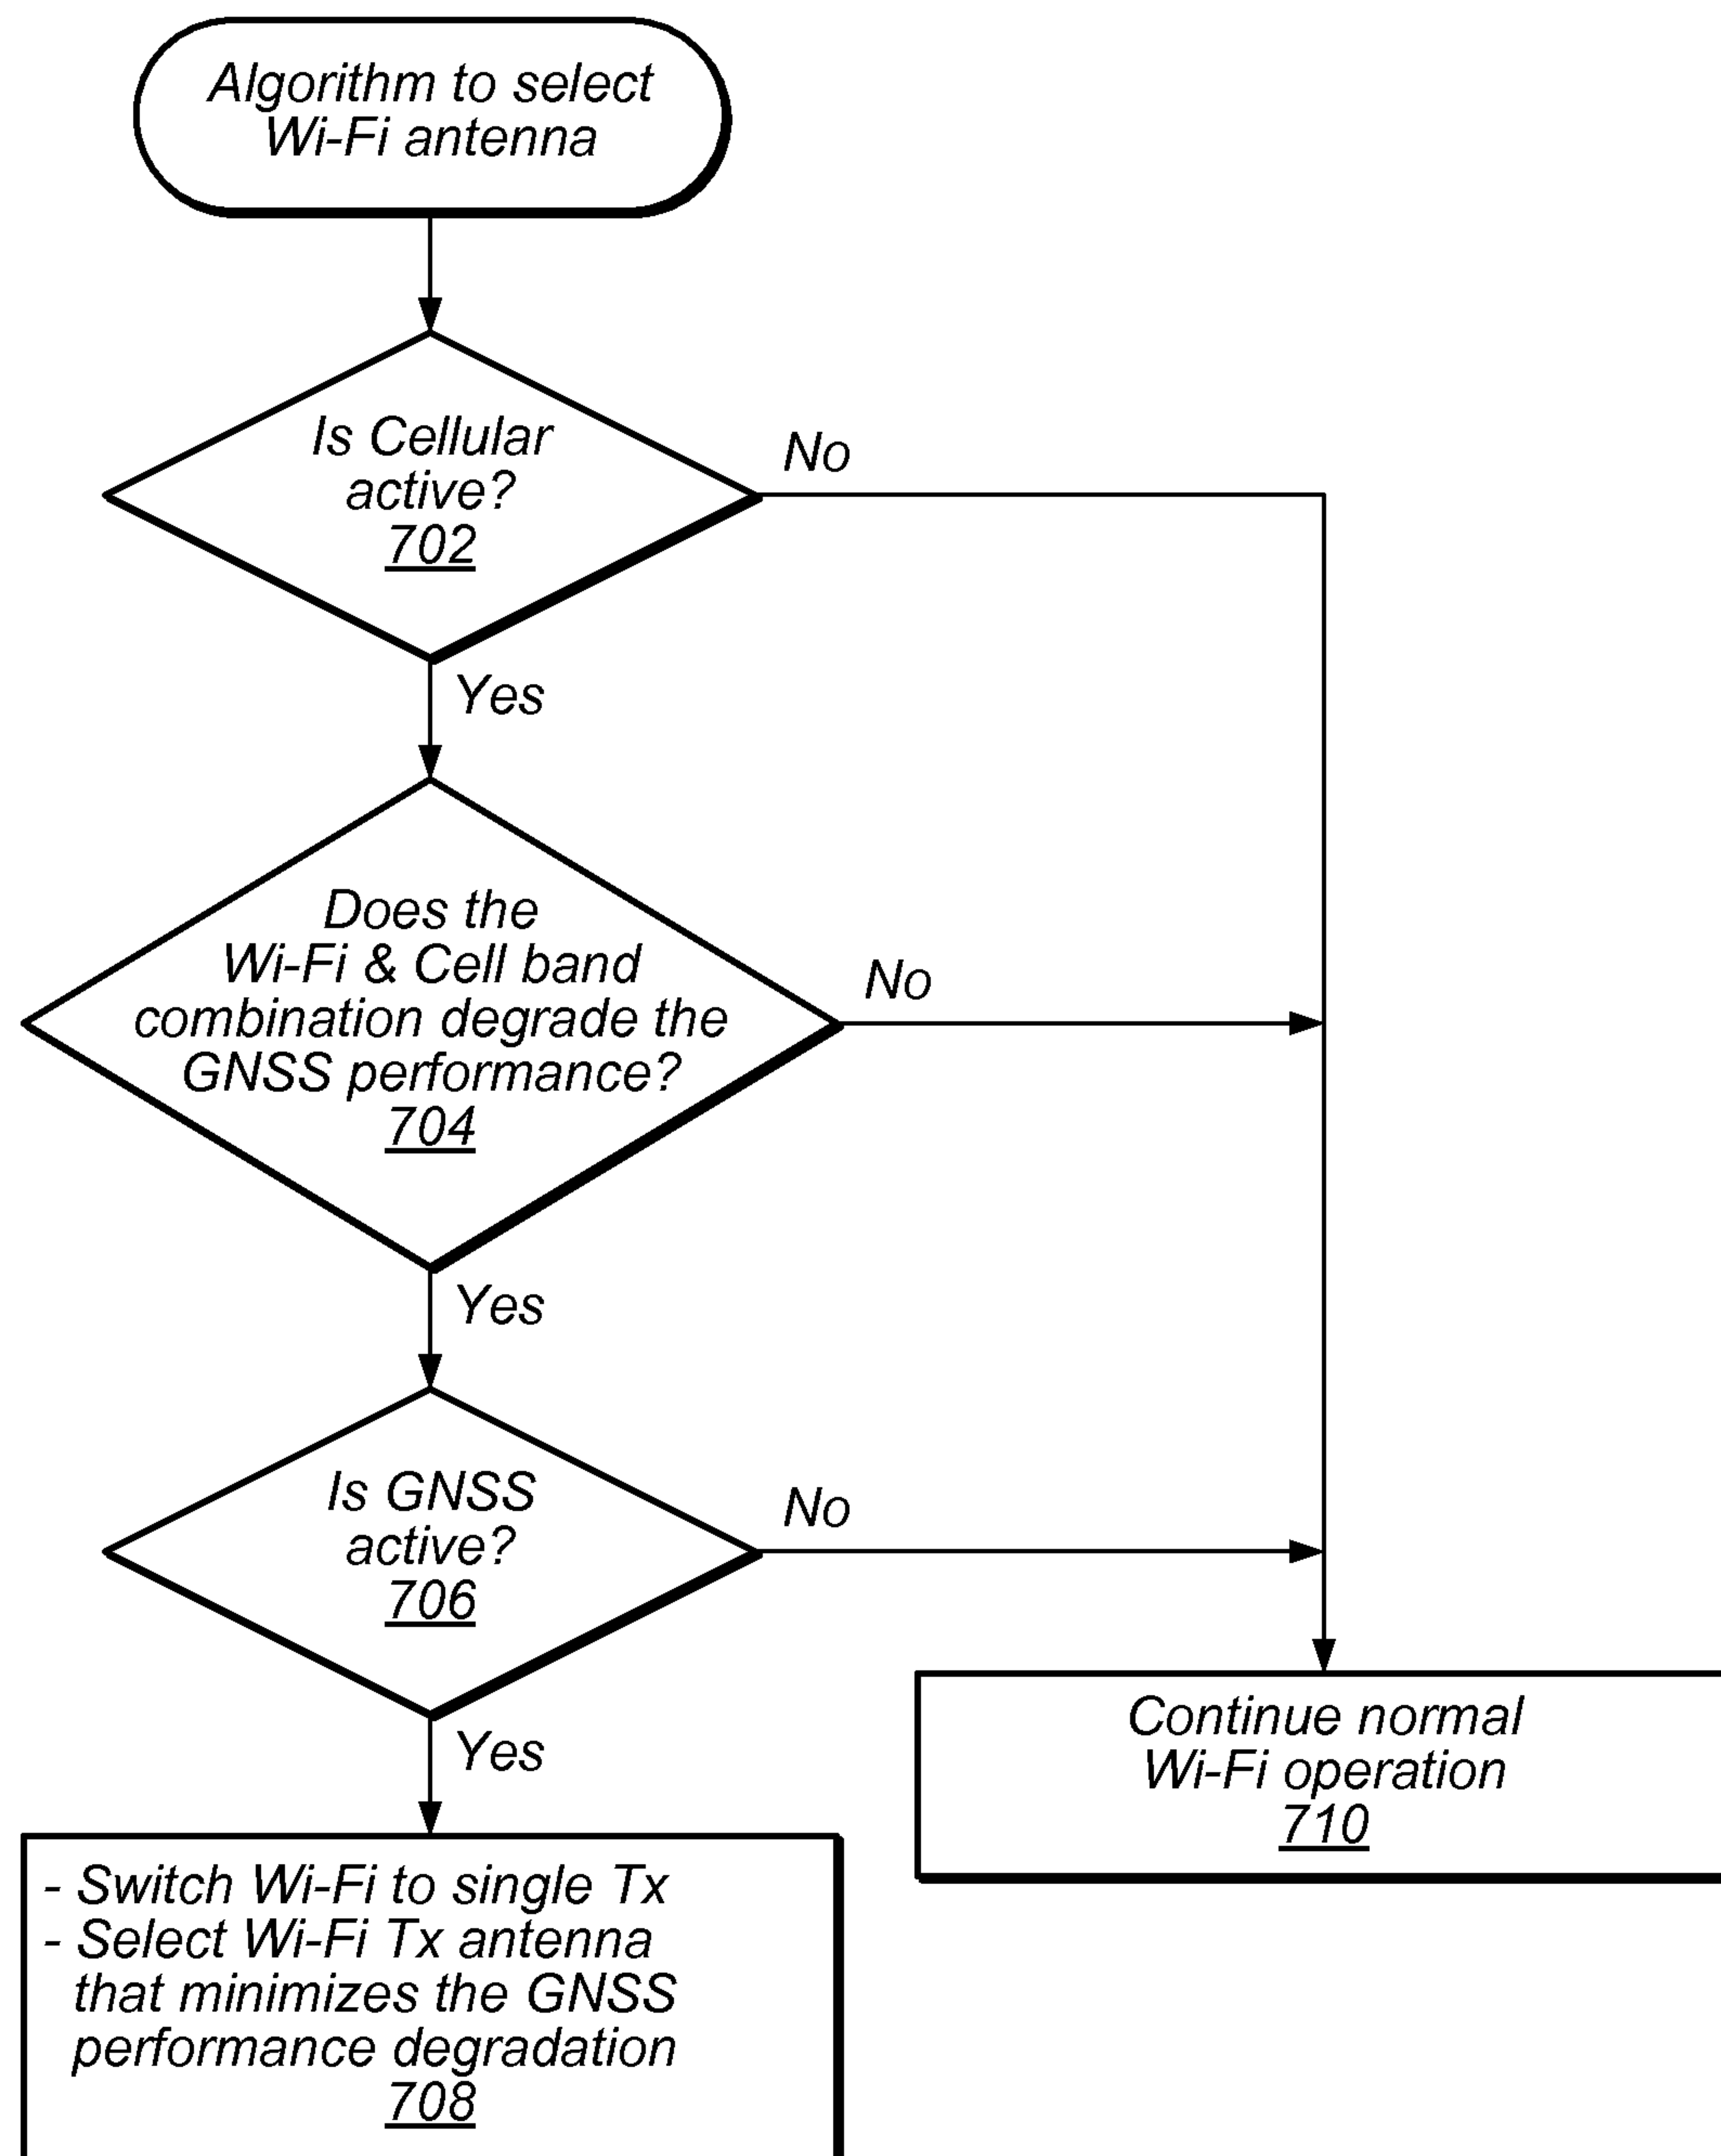 Algorithm to select
Wi-Fi antenna
Is Cellular
active?
702
No
Yes
Does the
Wi-Fi & Cell band
combination degrade the
GNSS performance?
704
No
Yes
Is GNSS
active?
706
No
Yes
Continue normal
Wi-Fi operation
710
- Switch Wi-Fi to single Tx
- Select Wi-Fi Tx antenna
that minimizes the GNSS
performance degradation
708